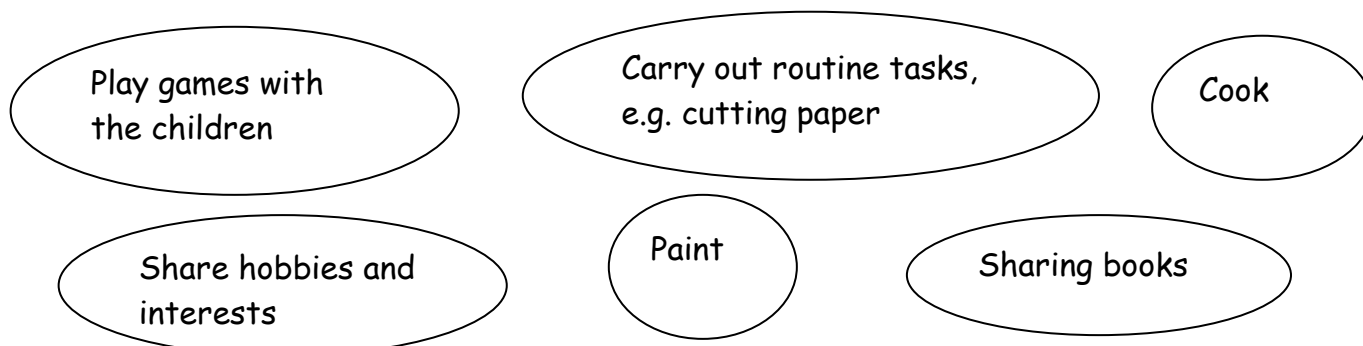 Play games with
the children
Carry out routine tasks,
e.g. cutting paper
Cook
Share hobbies and
interests
Paint
Sharing books